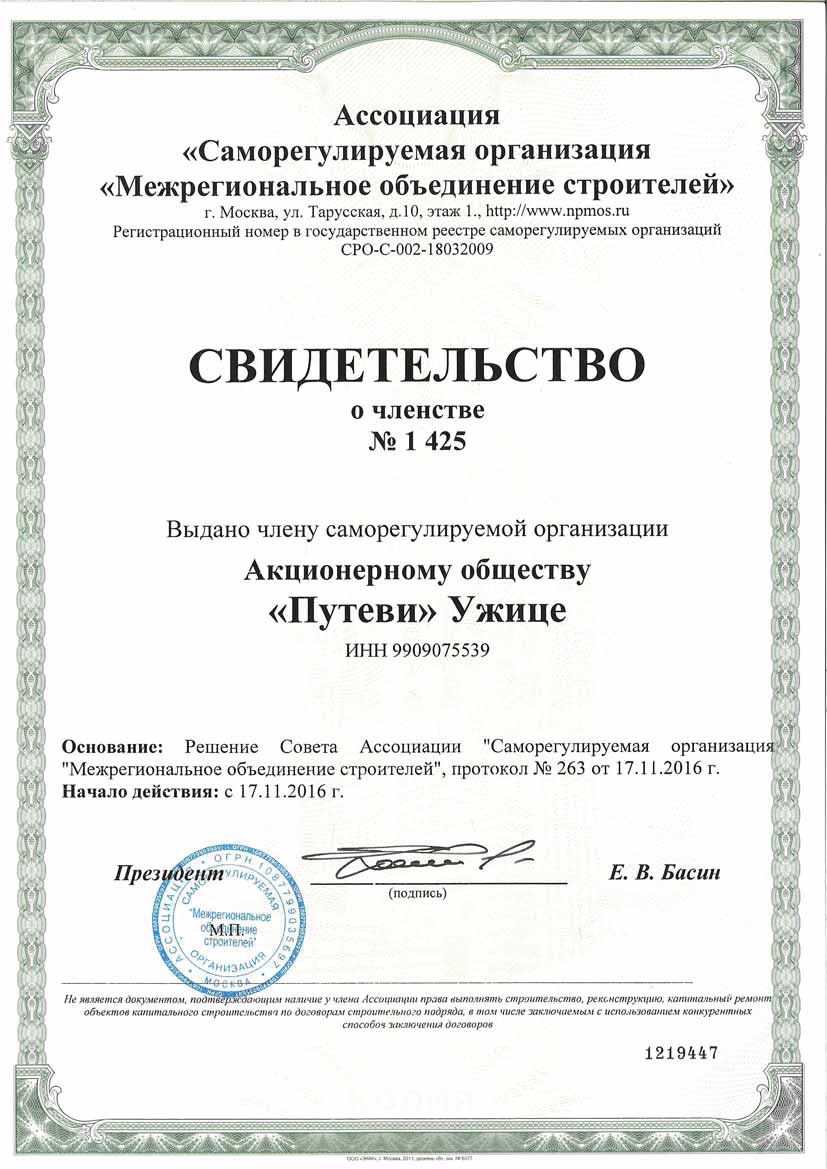 Ассоциация
«Саморегулируемая организация
«Межрегиональное объединение строителей»
г. Москва, ул. Тарусская, д.10, этаж 1., http://www.npmos.ru
Регистрационный номер в государственном реестре саморегулируемых организаций
СРО-С-002-18032009
СВИДЕТЕЛЬСТВО
о членстве
№ 1 425
Выдано члену саморегулируемой организации
Акционерному обществу
«Путеви» Ужице
ИНН 9909075539
Основание: Решение Совета Ассоциации "Саморегулируемая организация
"Межрегиональное объединение строителей", протокол № 263 от 17.11.2016 г.
Начало действия: с 17.11.2016 г.
Президент
Е. В. Басин
(подпись)
М.П.
АССОЦИАЦИЯ • ОГРН 1087799035697 • МОСКВА
САМОРЕГУЛИРУЕМАЯ
"Межрегиональное
объединение
строителей"
ОРГАНИЗАЦИЯ
Не является документом, подтверждающим наличие у члена Ассоциации права выполнять строительство, реконструкцию, капитальный ремонт
объектов капитального строительства по договорам строительного подряда, в том числе заключаемым с использованием конкурентных
способов заключения договоров
1219447